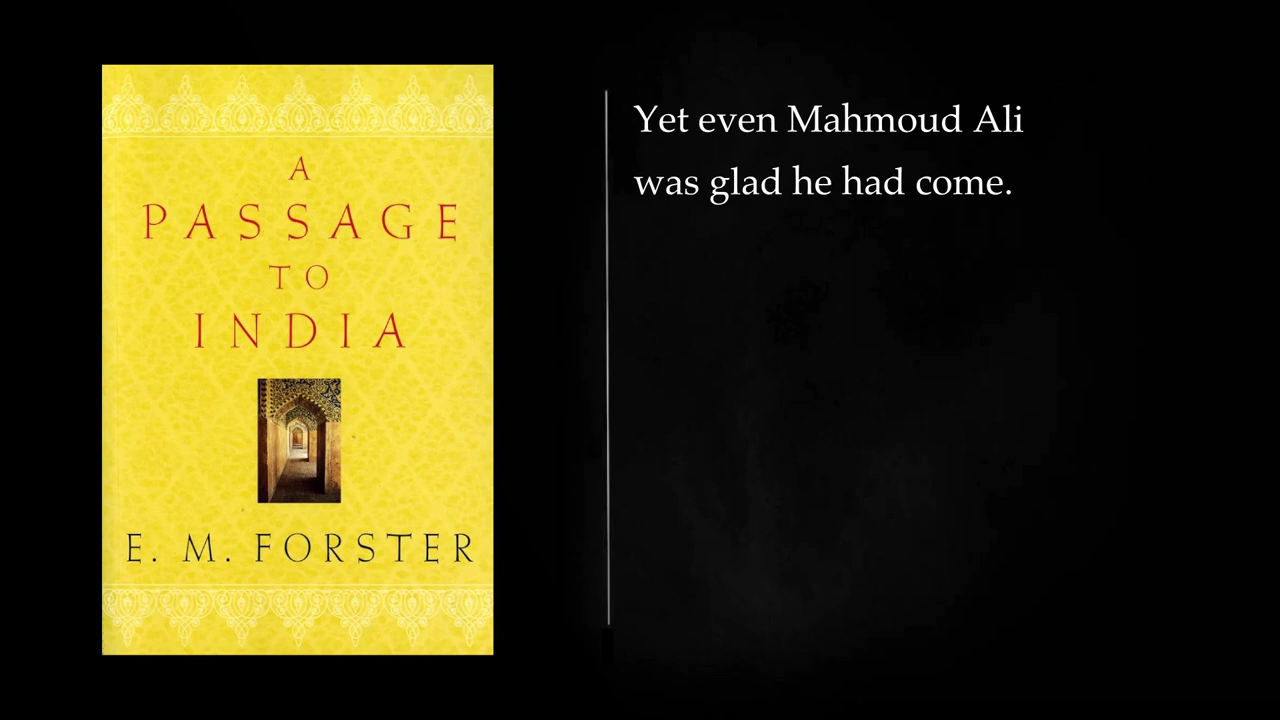 A
PASSAGE
TO
INDIA
E. M. FORSTER
Yet even Mahmoud Ali
was glad he had come.